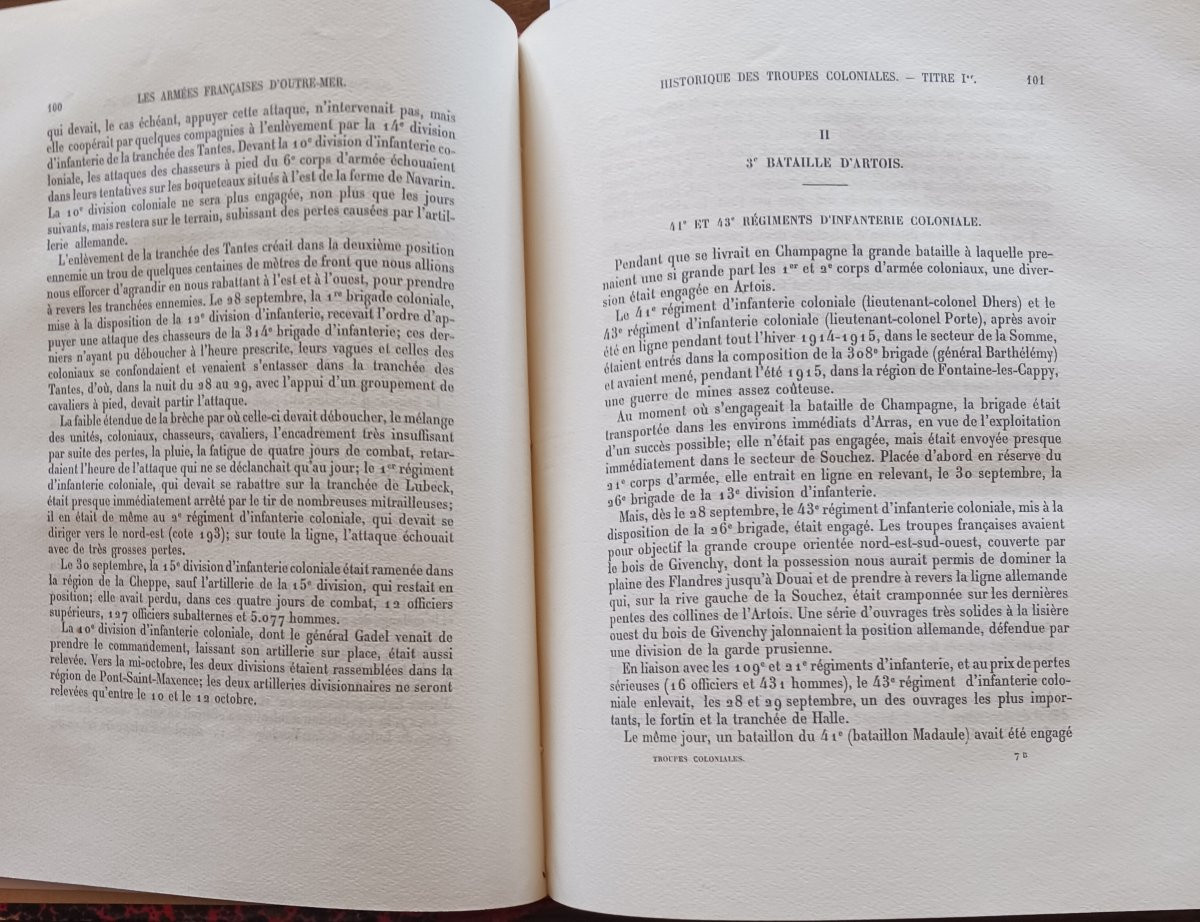 100
LES ARMÉES FRANÇAISES D'OUTRE-MER.
qui devait, le cas échéant, appuyer cette attaque, n'intervenait pas, mais
elle coopérait par quelques compagnies à l'enlèvement par la 14e division
d'infanterie de la tranchée des Tantes. Devant la 10e division d'infanterie co-
loniale, les attaques des chasseurs à pied du 6e corps d'armée échouaient
dans leurs tentatives sur les boqueteaux situés à l'est de la ferme de Navarin.
La 10e division coloniale ne sera plus engagée, non plus que les jours
suivants, mais restera sur le terrain, subissant des pertes causées par l'artil-
lerie allemande.
L'enlèvement de la tranchée des Tantes créait dans la deuxième position
ennemie un trou de quelques centaines de mètres de front que nous allions
nous efforcer d'agrandir en nous rabattant à l'est et à l'ouest, pour prendre
à revers les tranchées ennemies. Le 28 septembre, la 1re brigade coloniale,
mise à la disposition de la 12e division d'infanterie, recevait l'ordre d'ap-
puyer une attaque des chasseurs de la 314e brigade d'infanterie; ces der-
niers n'ayant pu déboucher à l'heure prescrite, leurs vagues et celles des
coloniaux se confondaient et venaient s'entasser dans la tranchée des
Tantes, d'où, dans la nuit du 28 au 29, avec l'appui d'un groupement de
cavaliers à pied, devait partir l'attaque.
La faible étendue de la brèche par où celle-ci devait déboucher, le mélange
des unités, coloniaux, chasseurs, cavaliers, l'encadrement très insuffisant
par suite des pertes, la pluie, la fatigue de quatre jours de combat, retar-
daient l'heure de l'attaque qui ne se déclanchait qu'au jour; le 1er régiment
d'infanterie coloniale, qui devait se rabattre sur la tranchée de Lubeck,
était presque immédiatement arrêté par le tir de nombreuses mitrailleuses;
il en était de même au 2e régiment d'infanterie coloniale, qui devait se
diriger vers le nord-est (cote 193); sur toute la ligne, l'attaque échouait
avec de très grosses pertes.
Le 30 septembre, la 15e division d'infanterie coloniale était ramenée dans
la région de la Cheppe, sauf l'artillerie de la 15e division, qui restait en
position; elle avait perdu, dans ces quatre jours de combat, 12 officiers
supérieurs, 127 officiers subalternes et 5.077 hommes.
La 10e division d'infanterie coloniale, dont le général Gadel venait de
prendre le commandement, laissant son artillerie sur place, était aussi
relevée. Vers la mi-octobre, les deux divisions étaient rassemblées dans la
région de Pont-Saint-Maxence; les deux artilleries divisionnaires ne seront
relevées qu'entre le 10 et le 12 octobre.
HISTORIQUE DES TROUPES COLONIALES. — TITRE Ier.
101
II
3e BATAILLE D'ARTOIS.
41e ET 43e RÉGIMENTS D'INFANTERIE COLONIALE.
Pendant que se livrait en Champagne la grande bataille à laquelle pre-
naient une si grande part les 1er et 2e corps d'armée coloniaux, une diver-
sion était engagée en Artois.
Le 41e régiment d'infanterie coloniale (lieutenant-colonel Dhers) et le
43e régiment d'infanterie coloniale (lieutenant-colonel Porte), après avoir
été en ligne pendant tout l'hiver 1914-1915, dans le secteur de la Somme,
étaient entrés dans la composition de la 308e brigade (général Barthélémy)
et avaient mené, pendant l'été 1915, dans la région de Fontaine-les-Cappy,
une guerre de mines assez coûteuse.
Au moment où s'engageait la bataille de Champagne, la brigade était
transportée dans les environs immédiats d'Arras, en vue de l'exploitation
d'un succès possible; elle n'était pas engagée, mais était envoyée presque
immédiatement dans le secteur de Souchez. Placée d'abord en réserve du
21e corps d'armée, elle entrait en ligne en relevant, le 30 septembre, la
26e brigade de la 13e division d'infanterie.
Mais, dès le 28 septembre, le 43e régiment d'infanterie coloniale, mis à la
disposition de la 26e brigade, était engagé. Les troupes françaises avaient
pour objectif la grande croupe orientée nord-est-sud-ouest, couverte par
le bois de Givenchy, dont la possession nous aurait permis de dominer la
plaine des Flandres jusqu'à Douai et de prendre à revers la ligne allemande
qui, sur la rive gauche de la Souchez, était cramponnée sur les dernières
pentes des collines de l'Artois. Une série d'ouvrages très solides à la lisière
ouest du bois de Givenchy jalonnaient la position allemande, défendue par
une division de la garde prusienne.
En liaison avec les 109e et 21e régiments d'infanterie, et au prix de pertes
sérieuses (16 officiers et 431 hommes), le 43e régiment d'infanterie colo-
niale enlevait, les 28 et 29 septembre, un des ouvrages les plus impor-
tants, le fortin et la tranchée de Halle.
Le même jour, un bataillon du 41e (bataillon Madaule) avait été engagé
TROUPES COLONIALES.
7 B